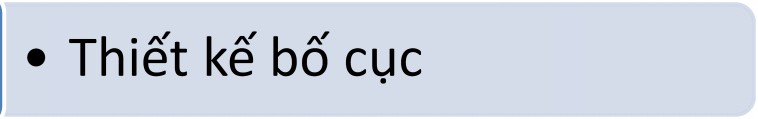 • Thiết kế bố cục